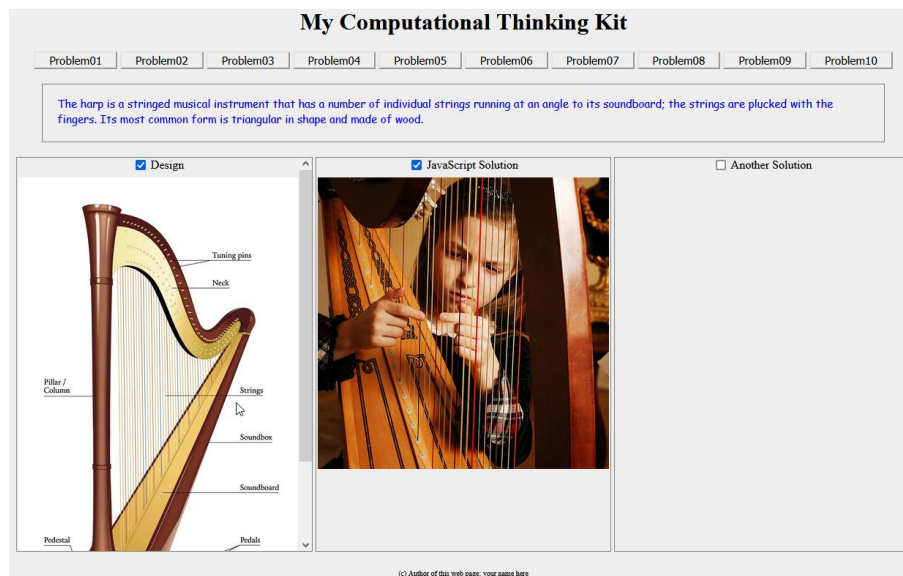 My Computational Thinking Kit
Problem01 Problem02 Problem03 Problem04 Problem05 Problem06 Problem07 Problem08 Problem09 Problem10
The harp is a stringed musical instrument that has a number of individual strings running at an angle to its soundboard; the strings are plucked with the
fingers. Its most common form is triangular in shape and made of wood.
Design
JavaScript Solution
Another Solution
Tuning pins
Neck
Pillar /
Column
Strings
Soundbox
Soundboard
Pedestal
Pedals
(c) Author of this web page: your name here